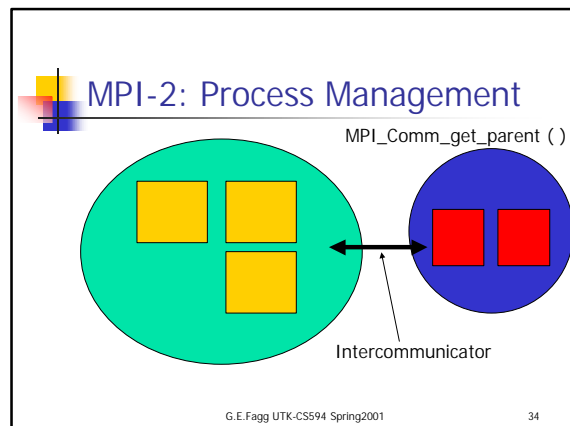 MPI-2: Process Management
MPI_Comm_get_parent ( )
Intercommunicator
G.E.Fagg UTK-CS594 Spring2001
34